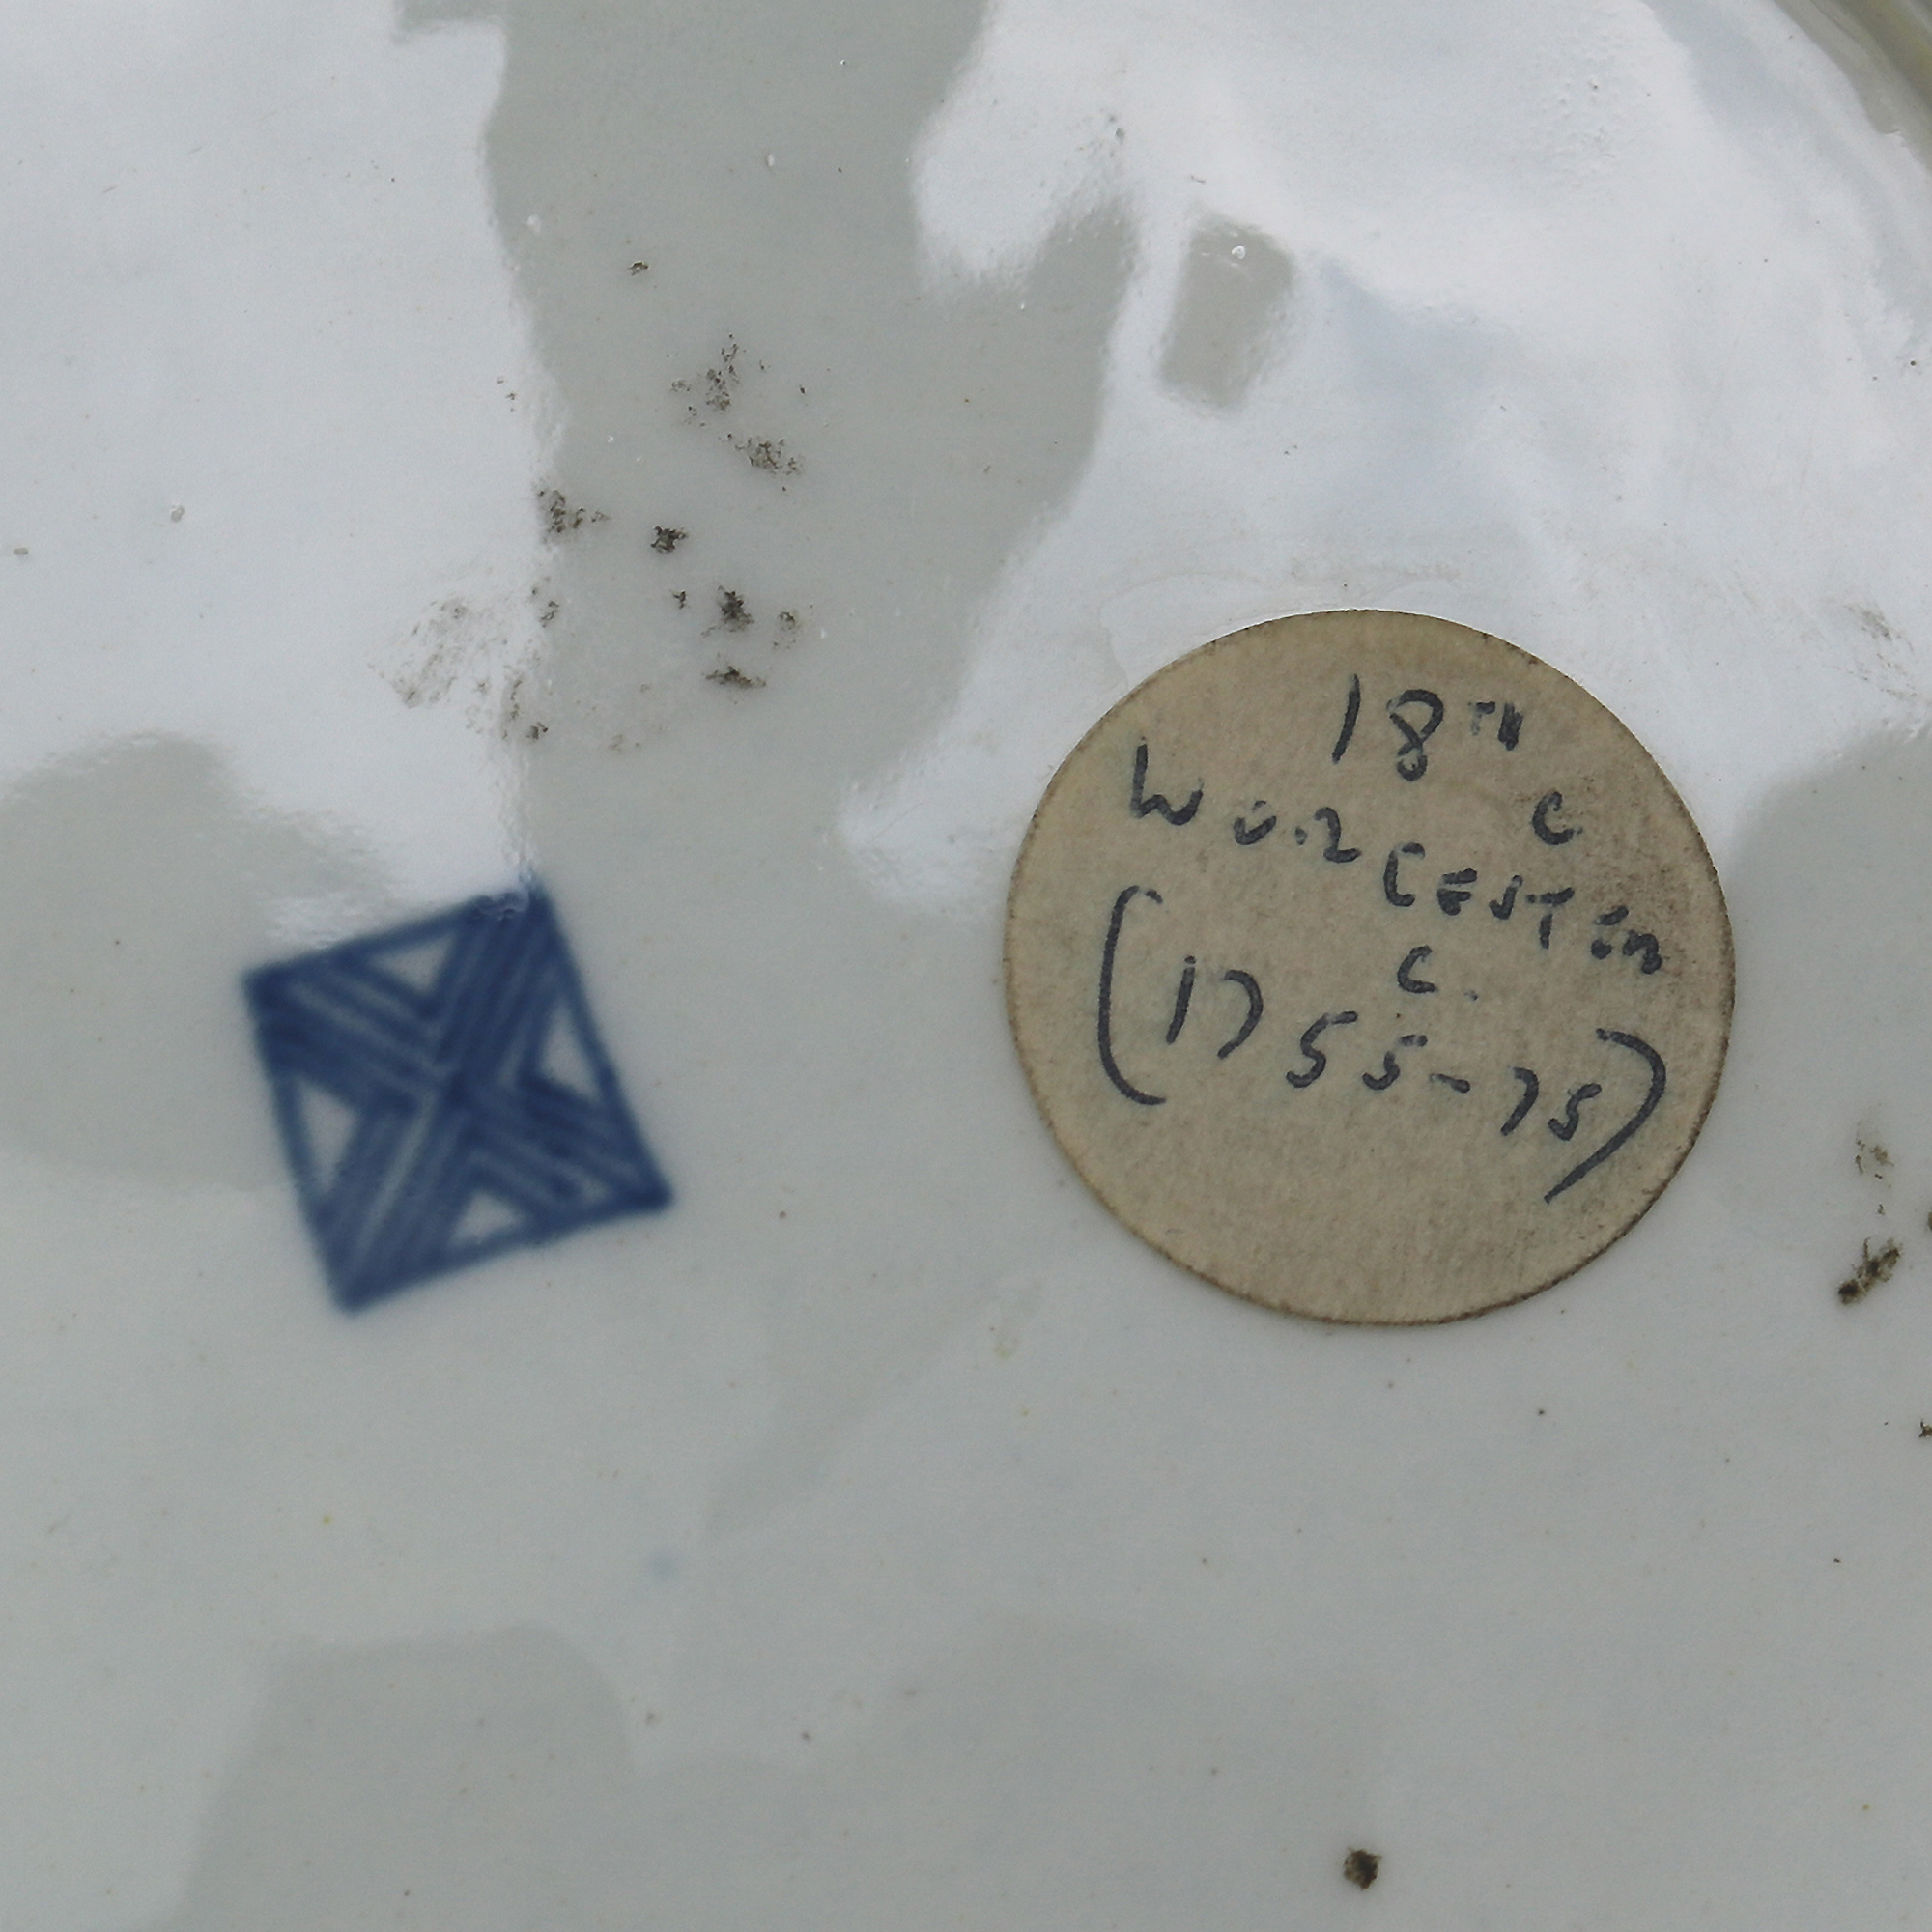 18TH C
WORCESTER
C.
(1755-75)